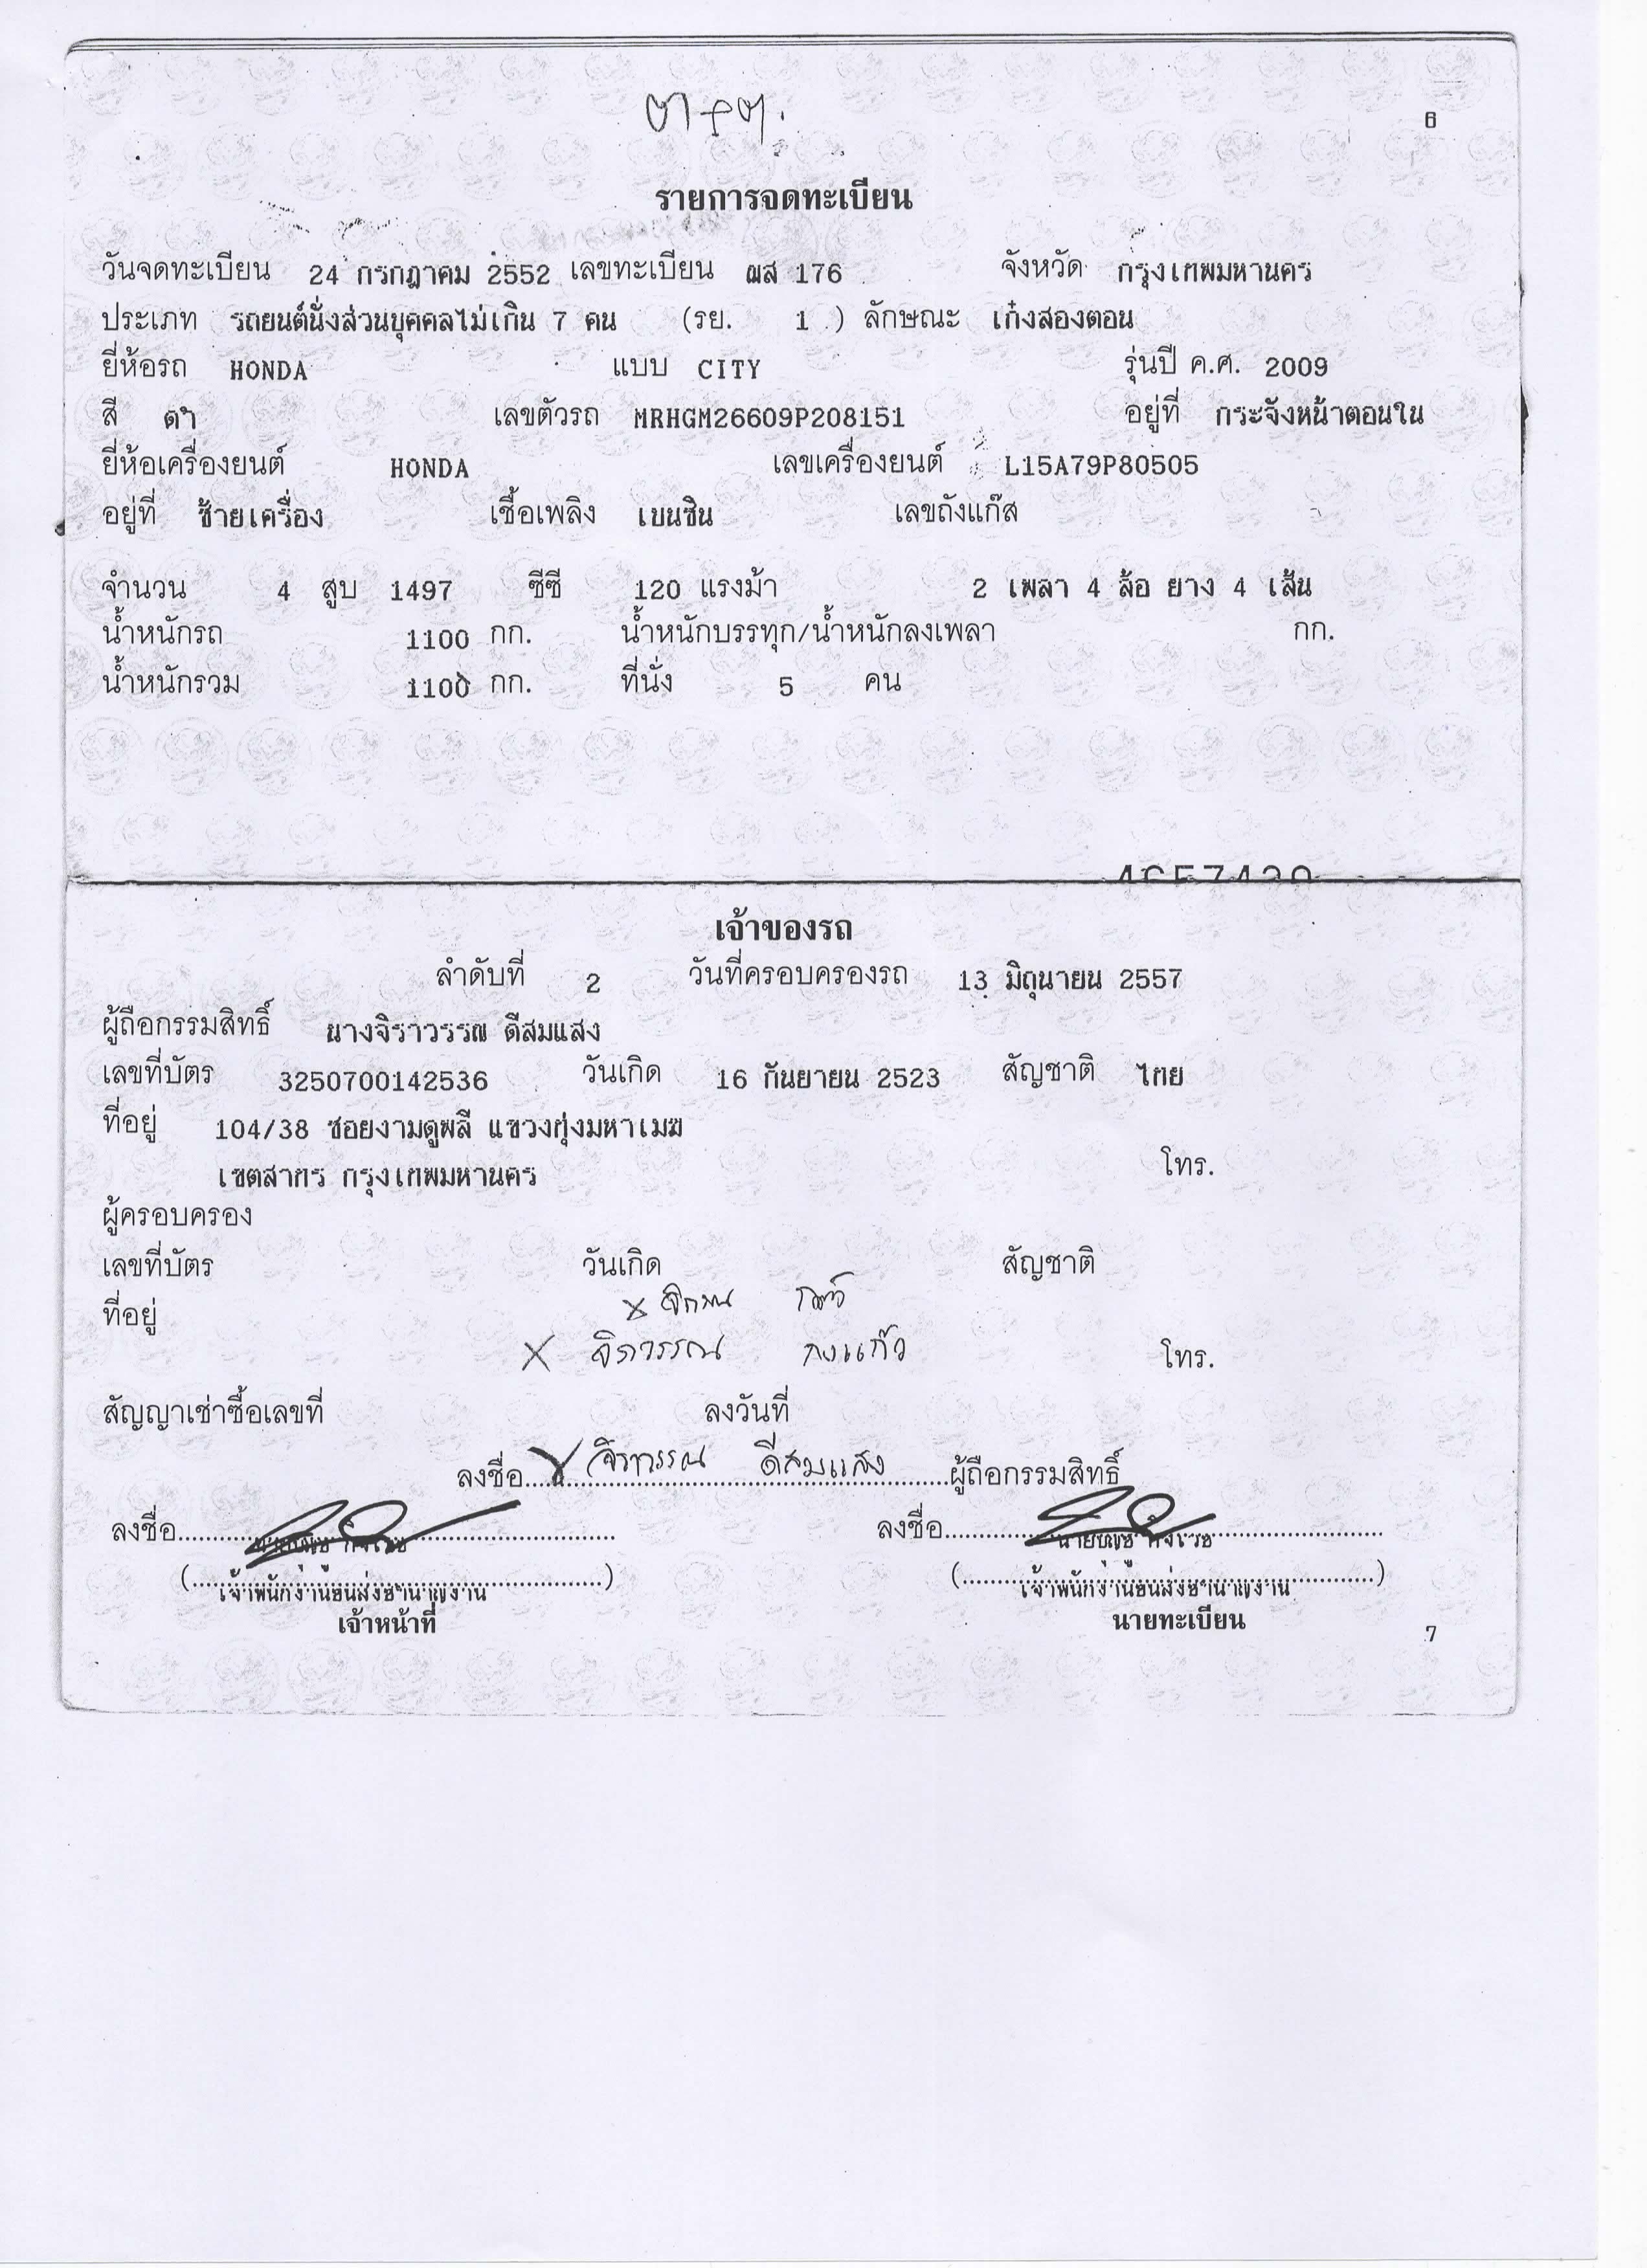 6
รายการจดทะเบียน
วันจดทะเบียน 24 กรกฎาคม 2552 เลขทะเบียน ฌส 176 จังหวัด กรุงเทพมหานคร
ประเภท รถยนต์นั่งส่วนบุคคลไม่เกิน 7 คน (รย. 1 ) ลักษณะ เก๋งสองตอน
ยี่ห้อรถ HONDA แบบ CITY รุ่นปี ค.ศ. 2009
สี ดำ เลขตัวรถ MRHGM26609P208151 อยู่ที่ กระจังหน้าตอนใน
ยี่ห้อเครื่องยนต์ HONDA เลขเครื่องยนต์ L15A79P80505
อยู่ที่ ซ้ายเครื่อง เชื้อเพลิง เบนซิน เลขถังแก๊ส
จำนวน 4 สูบ 1497 ซีซี 120 แรงม้า 2 เพลา 4 ล้อ ยาง 4 เส้น
น้ำหนักรถ 1100 กก. น้ำหนักบรรทุก/น้ำหนักลงเพลา กก.
น้ำหนักรวม 1100 กก. ที่นั่ง 5 คน
เจ้าของรถ
ลำดับที่ 2 วันที่ครอบครองรถ 13 มิถุนายน 2557
ผู้ถือกรรมสิทธิ์ นางจิราวรรณ ดีสมแสง
เลขที่บัตร 3250700142536 วันเกิด 16 กันยายน 2523 สัญชาติ ไทย
ที่อยู่ 104/38 ซอยงามดูพลี แขวงทุ่งมหาเมฆ
เขตสาทร กรุงเทพมหานคร โทร.
ผู้ครอบครอง
เลขที่บัตร วันเกิด สัญชาติ
ที่อยู่
โทร.
สัญญาเช่าซื้อเลขที่ ลงวันที่
ลงชื่อ X จิราวรรณ ดีสมแสง ผู้ถือกรรมสิทธิ์
ลงชื่อ ลงชื่อ
(เจ้าพนักงานขนส่งชำนาญงาน) (เจ้าพนักงานขนส่งชำนาญงาน)
เจ้าหน้าที่ นายทะเบียน
7